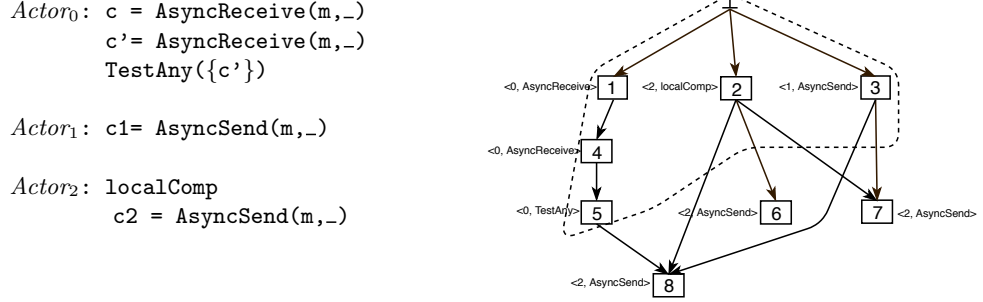 Actor0: c = AsyncReceive(m,_)
c'= AsyncReceive(m,_)
TestAny({c'})
Actor1: c1= AsyncSend(m,_)
Actor2: localComp
c2 = AsyncSend(m,_)
<0, AsyncReceive> 1
<2, localComp> 2
<1, AsyncSend> 3
<0, AsyncReceive> 4
<0, TestAny> 5
<2, AsyncSend> 6
7 <2, AsyncSend>
<2, AsyncSend> 8